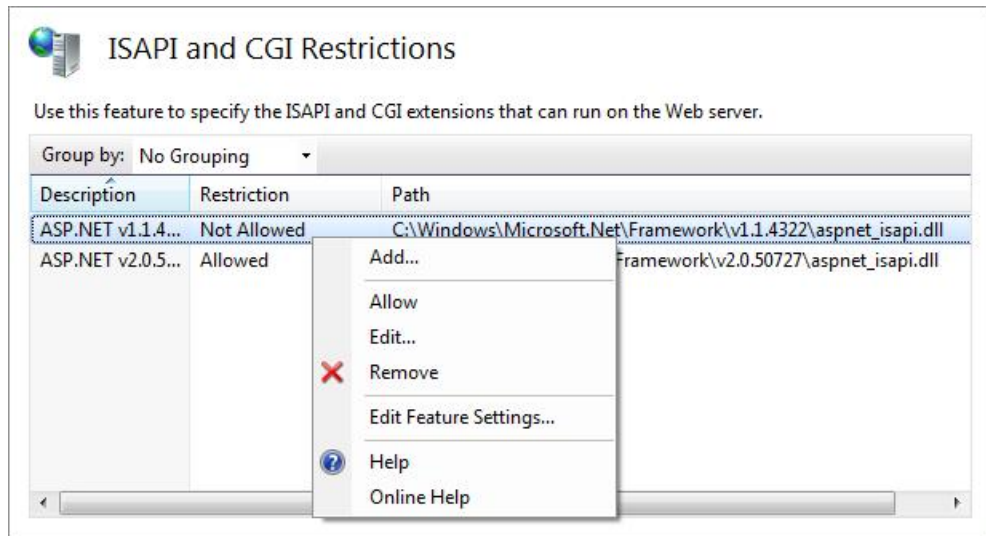 ISAPI and CGI Restrictions
Use this feature to specify the ISAPI and CGI extensions that can run on the Web server.
Group by: No Grouping
Description Restriction Path
ASP.NET v1.1.4... Not Allowed C:\Windows\Microsoft.Net\Framework\v1.1.4322\aspnet_isapi.dll
ASP.NET v2.0.5... Allowed Framework\v2.0.50727\aspnet_isapi.dll
Add...
Allow
Edit...
Remove
Edit Feature Settings...
Help
Online Help